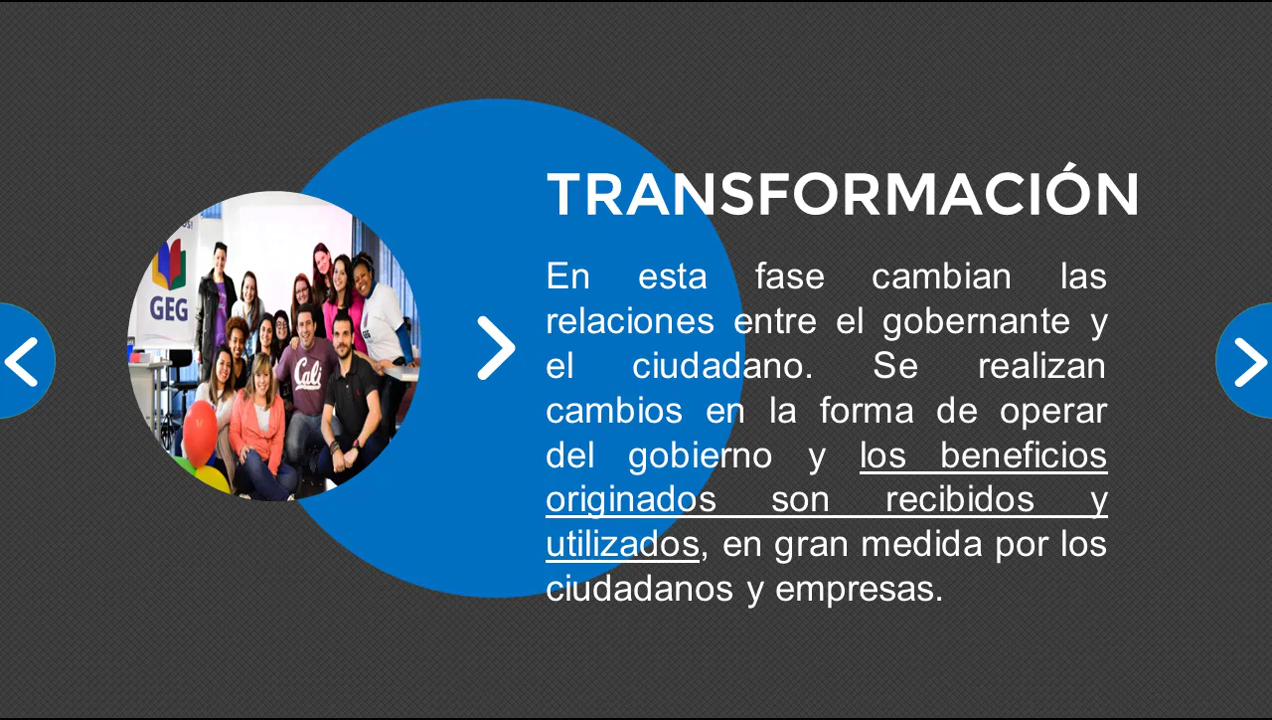 TRANSFORMACIÓN
En esta fase cambian las
relaciones entre el gobernante y
el ciudadano. Se realizan
cambios en la forma de operar
del gobierno y los beneficios
originados son recibidos y
utilizados, en gran medida por los
ciudadanos y empresas.
GEG
Cali